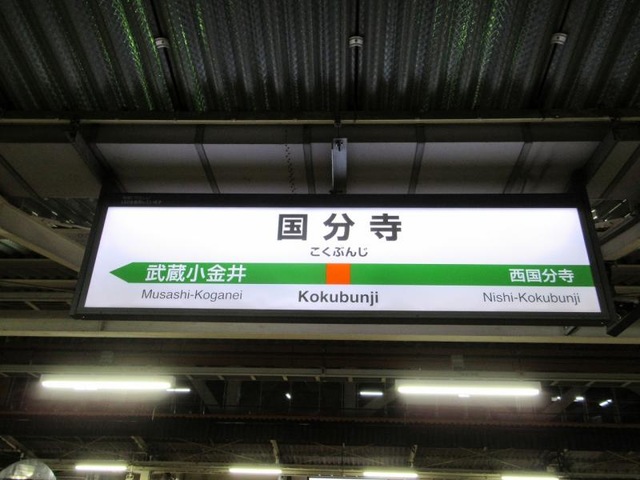 国分寺
こくぶんじ
武蔵小金井 西国分寺
Musashi-Koganei Kokubunji Nishi-Kokubunji